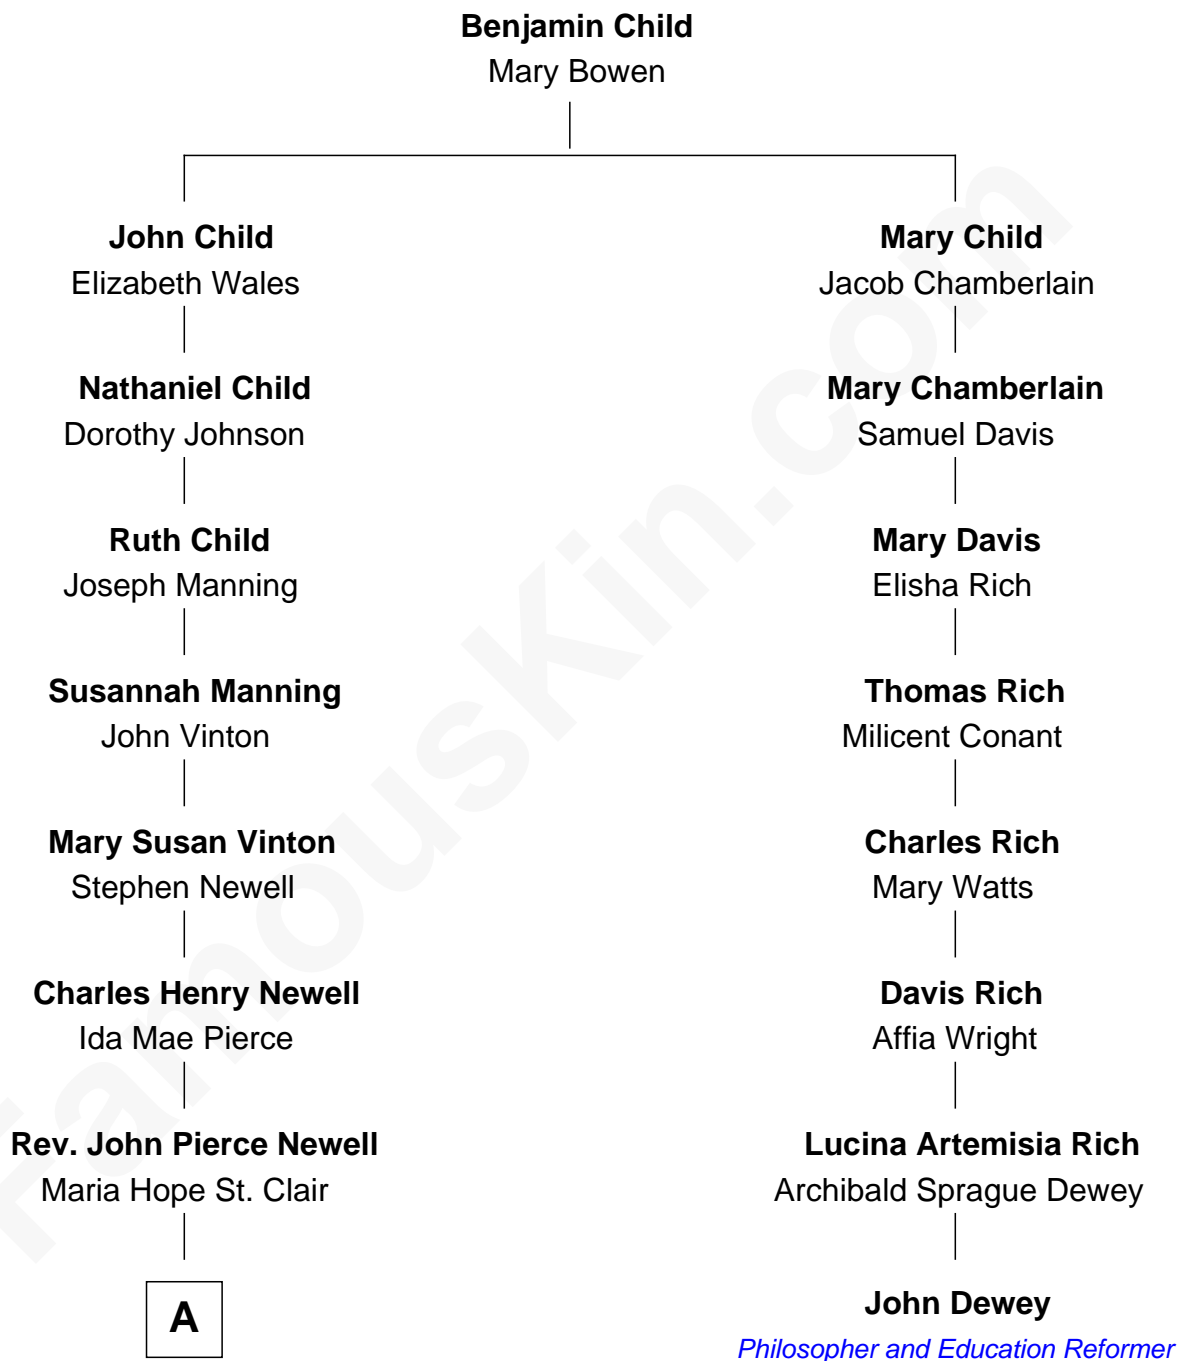 Benjamin Child
Mary Bowen
John Child
Elizabeth Wales
Nathaniel Child
Dorothy Johnson
Ruth Child
Joseph Manning
Susannah Manning
John Vinton
Mary Susan Vinton
Stephen Newell
Charles Henry Newell
Ida Mae Pierce
Rev. John Pierce Newell
Maria Hope St. Clair
A
Mary Child
Jacob Chamberlain
Mary Chamberlain
Samuel Davis
Mary Davis
Elisha Rich
Thomas Rich
Milicent Conant
Charles Rich
Mary Watts
Davis Rich
Affia Wright
Lucina Artemisia Rich
Archibald Sprague Dewey
John Dewey
Philosopher and Education Reformer
FamousKin.com